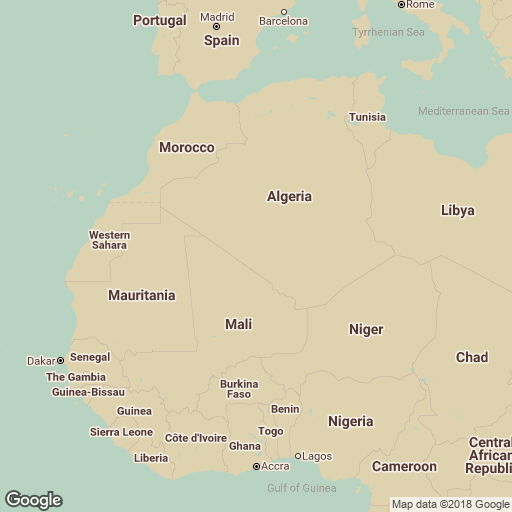 Rome
Portugal
Madrid
Barcelona
Spain
Tyrrhenian Sea
Mediterranean Sea
Tunisia
Morocco
Algeria
Libya
Western
Sahara
Mauritania
Mali
Niger
Chad
Dakar
Senegal
The Gambia
Guinea-Bissau
Burkina
Faso
Guinea
Benin
Nigeria
Sierra Leone
Togo
Côte d'Ivoire
Ghana
Central
African
Republi
Liberia
Lagos
Accra
Cameroon
Gulf of Guinea
Google
Map data ©2018 Google